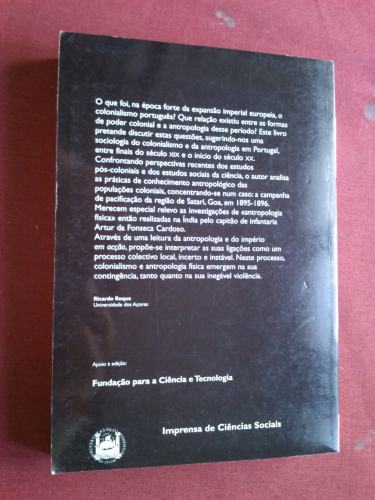 O que foi, na época forte da expansão imperial europeia, o
colonialismo português? Que relação existiu entre as formas
de poder colonial e a antropologia desse período? Este livro
pretende discutir estas questões, sugerindo-nos uma
sociologia do colonialismo e da antropologia em Portugal,
entre finais do século XIX e o início do século XX.
Confrontando perspectivas recentes dos estudos
pós-coloniais e dos estudos sociais da ciência, o autor analisa
as práticas de conhecimento antropológico das
populações coloniais, concentrando-se num caso: a campanha
de pacificação da região de Satari, Goa, em 1895-1896.
Merecem especial relevo as investigações de «antropologia
física» então realizadas na Índia pelo capitão de infantaria
Artur da Fonseca Cardoso.
Através de uma leitura da antropologia e do império
em acção, propõe-se interpretar as suas ligações como um
processo colectivo local, incerto e instável. Neste processo,
colonialismo e antropologia física emergem na sua
contingência, tanto quanto na sua inegável violência.
Ricardo Roque
Universidade dos Açores
Apoio à edição:
Fundação para a Ciência e Tecnologia
Imprensa de Ciências Sociais